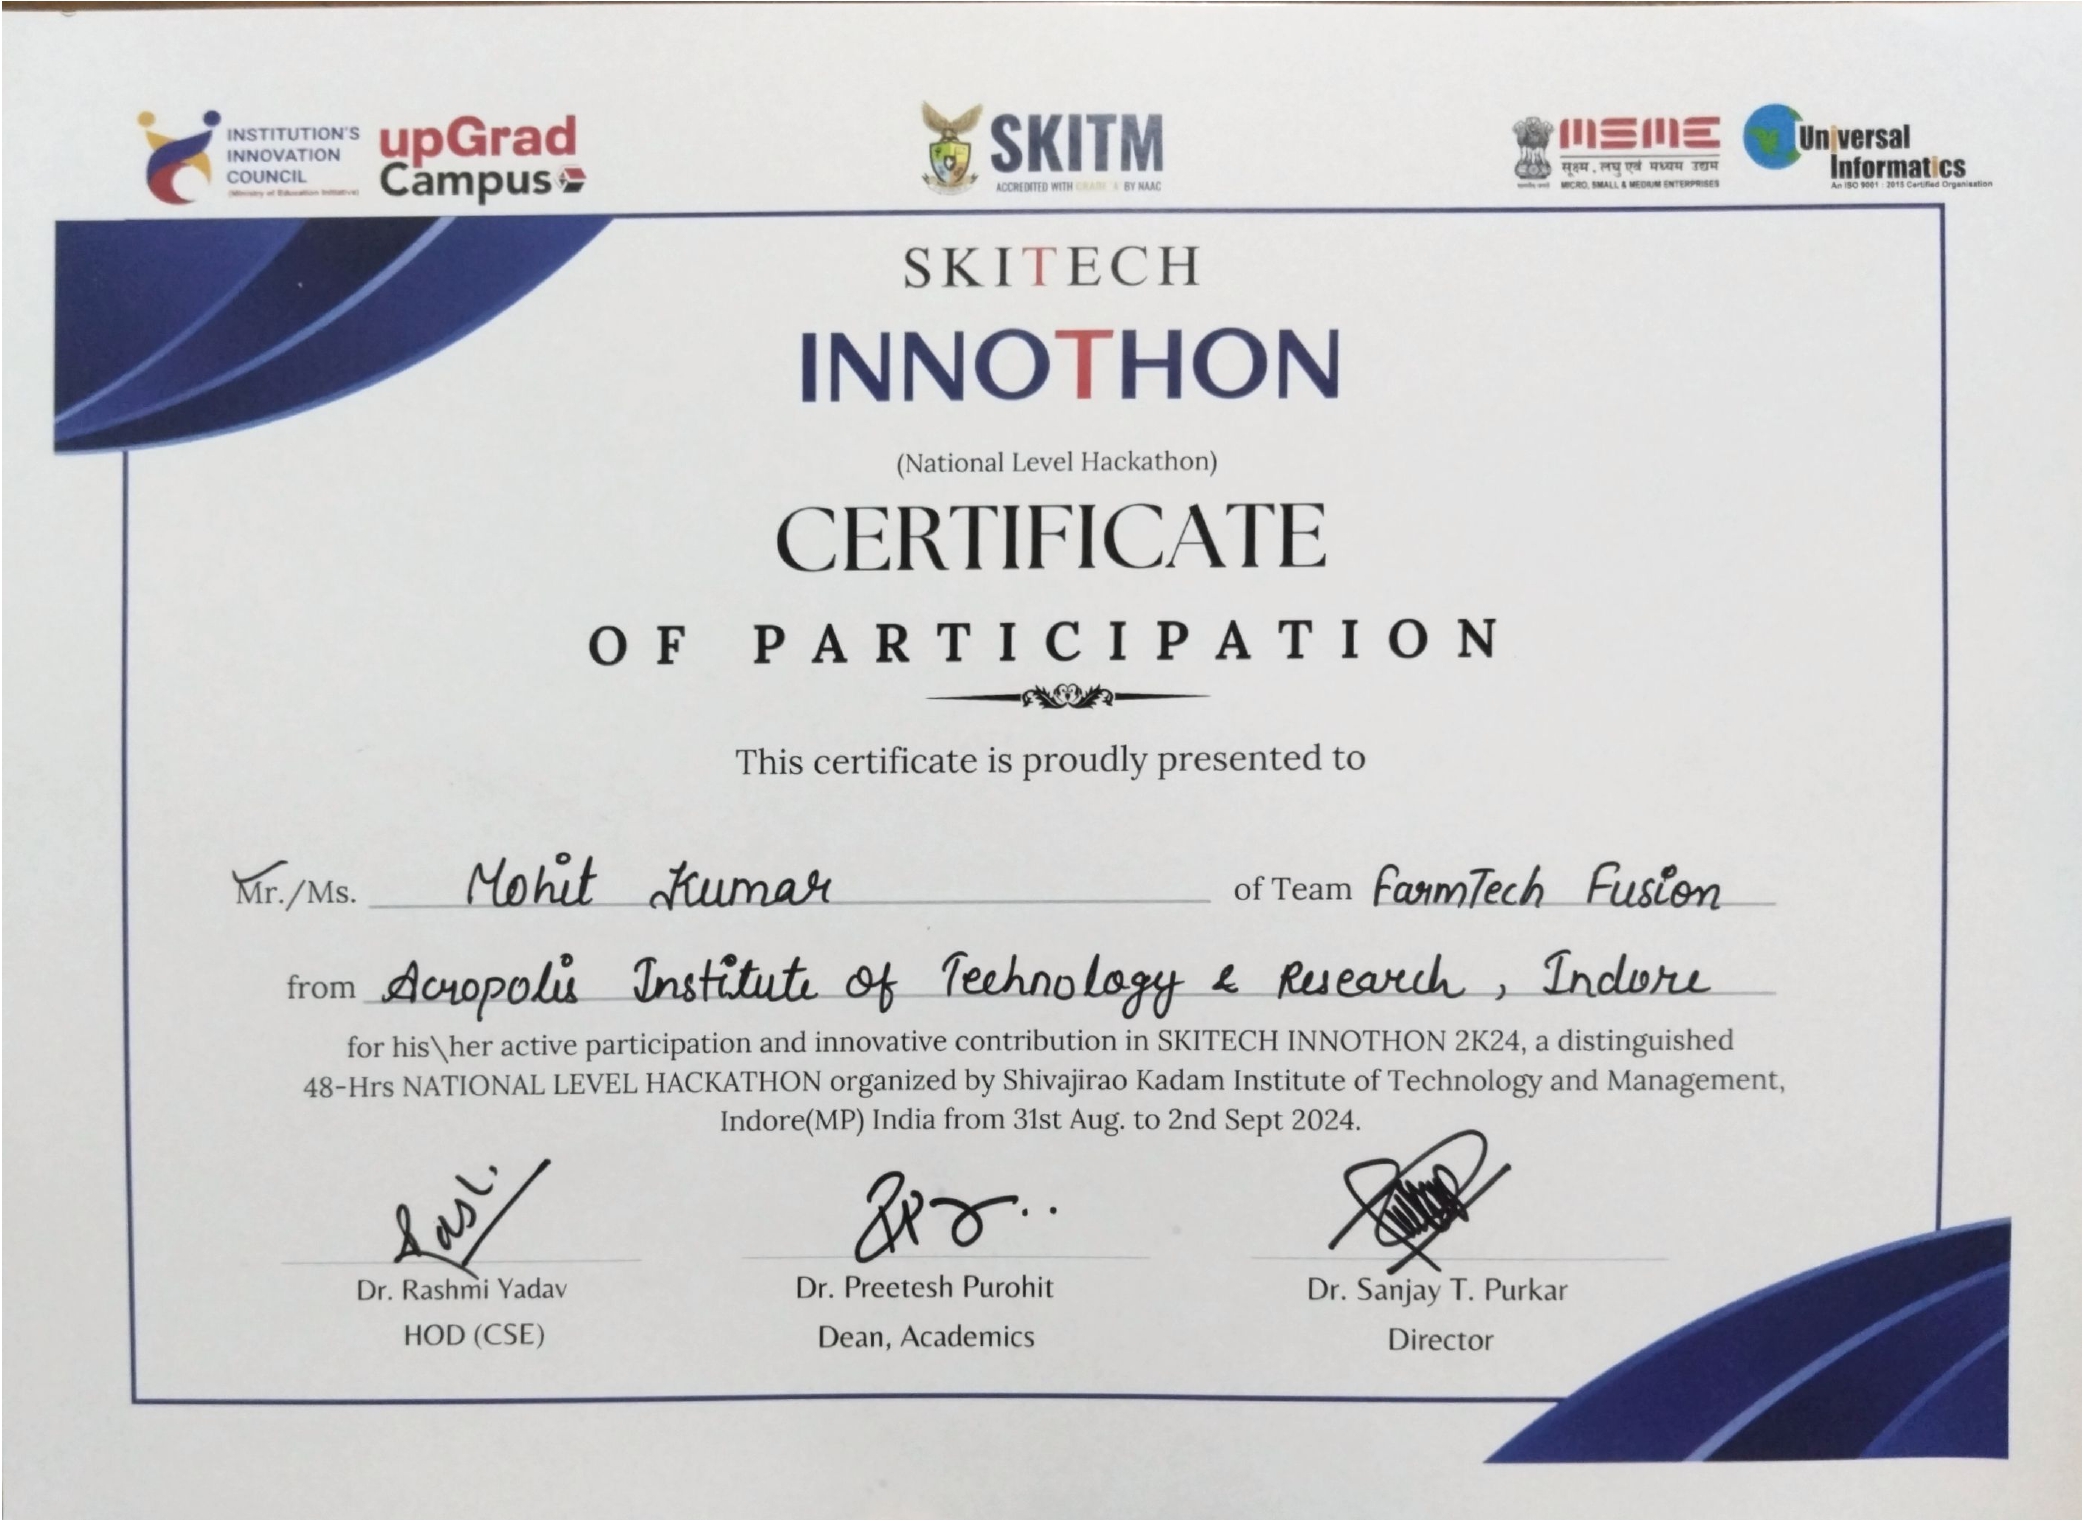 INSTITUTION'S
INNOVATION
COUNCIL
(Ministry of Education Initiative)
upGrad
Campus
SKITM
ACCREDITED WITH GRADE A BY NAAC
MSME
सूक्ष्म, लघु एवं मध्यम उद्यम
MICRO, SMALL & MEDIUM ENTERPRISES
Universal
Informatics
An ISO 9001 : 2015 Certified Organisation
SKITECH
INNOTHON
(National Level Hackathon)
CERTIFICATE
OF PARTICIPATION
This certificate is proudly presented to
Mr./Ms. Mohit Kumar of Team FarmTech Fusion
from Acropolis Institute of Technology & Research, Indore
for his\her active participation and innovative contribution in SKITECH INNOTHON 2K24, a distinguished
48-Hrs NATIONAL LEVEL HACKATHON organized by Shivajirao Kadam Institute of Technology and Management,
Indore(MP) India from 31st Aug. to 2nd Sept 2024.
Dr. Rashmi Yadav
HOD (CSE)
Dr. Preetesh Purohit
Dean, Academics
Dr. Sanjay T. Purkar
Director